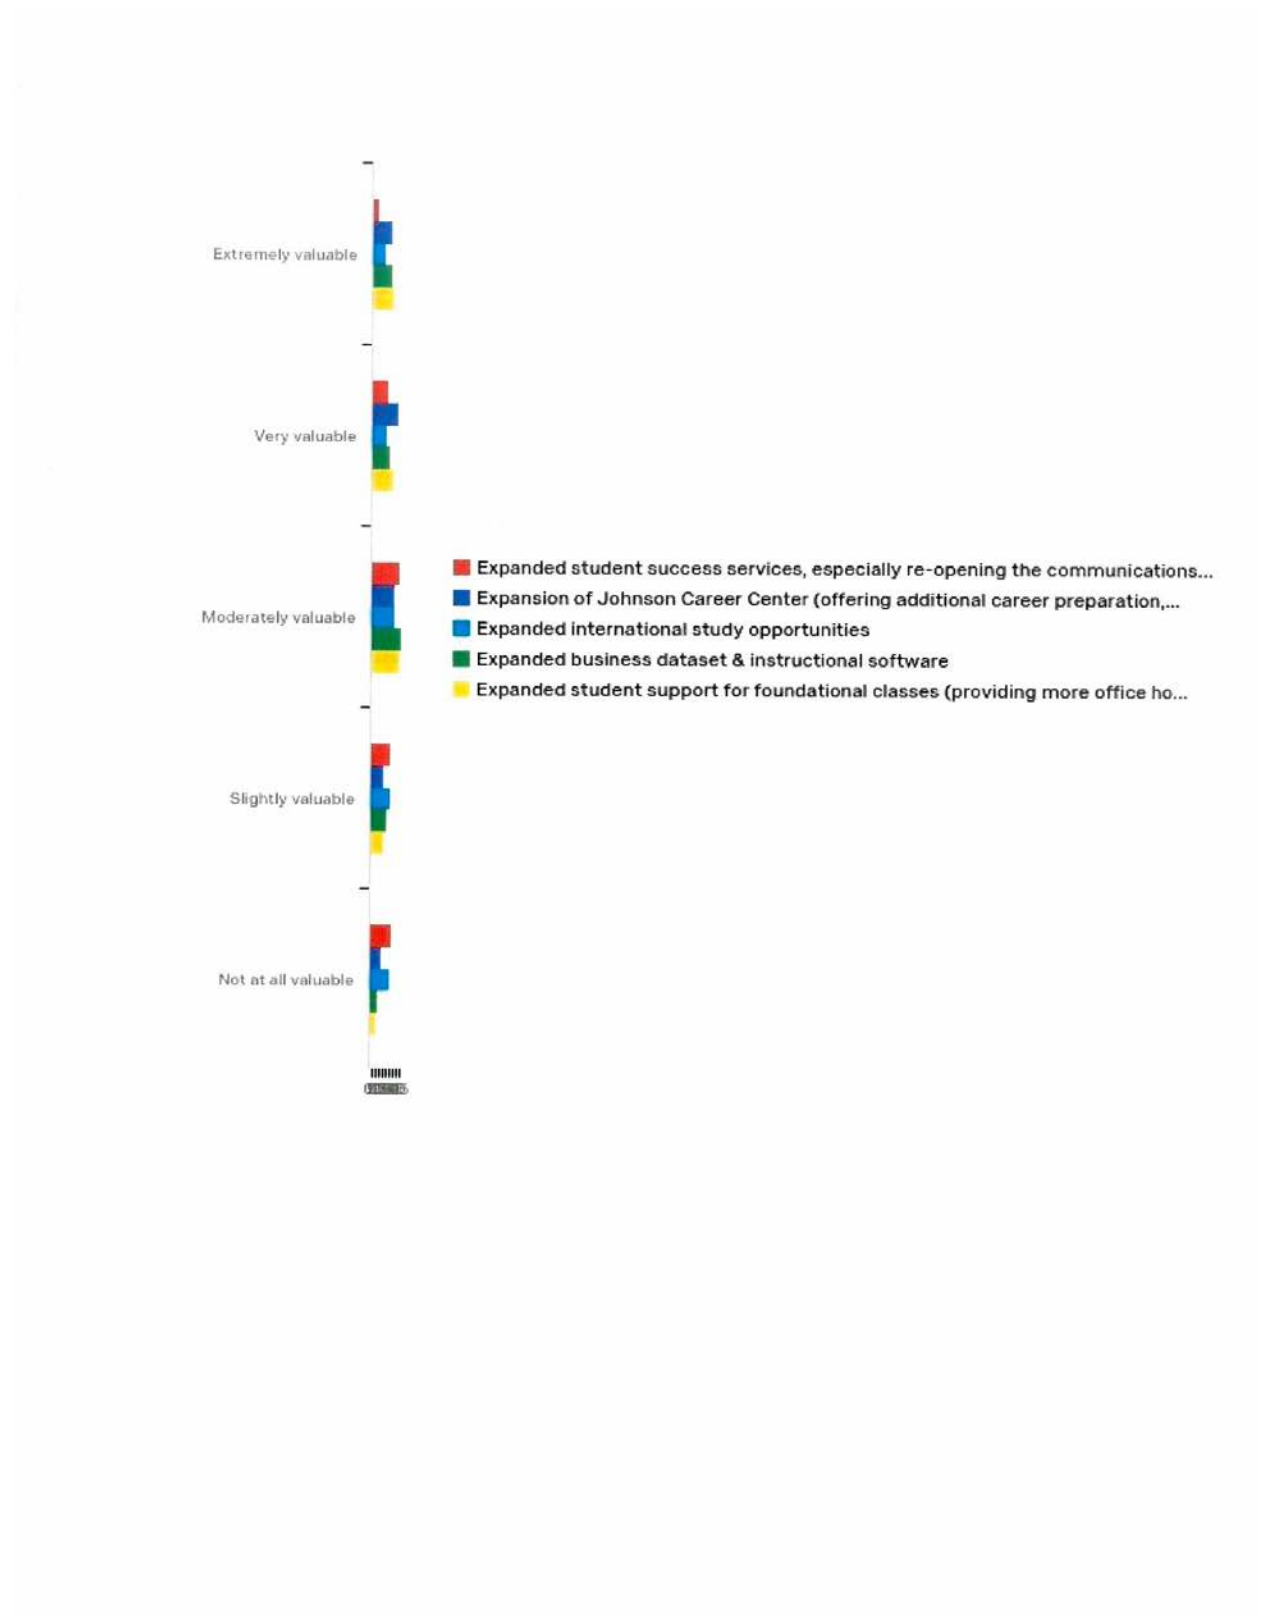 Extremely valuable
Very valuable
Moderately valuable
Slightly valuable
Not at all valuable
Expanded student success services, especially re-opening the communications...
Expansion of Johnson Career Center (offering additional career preparation,...
Expanded international study opportunities
Expanded business dataset & instructional software
Expanded student support for foundational classes (providing more office ho...